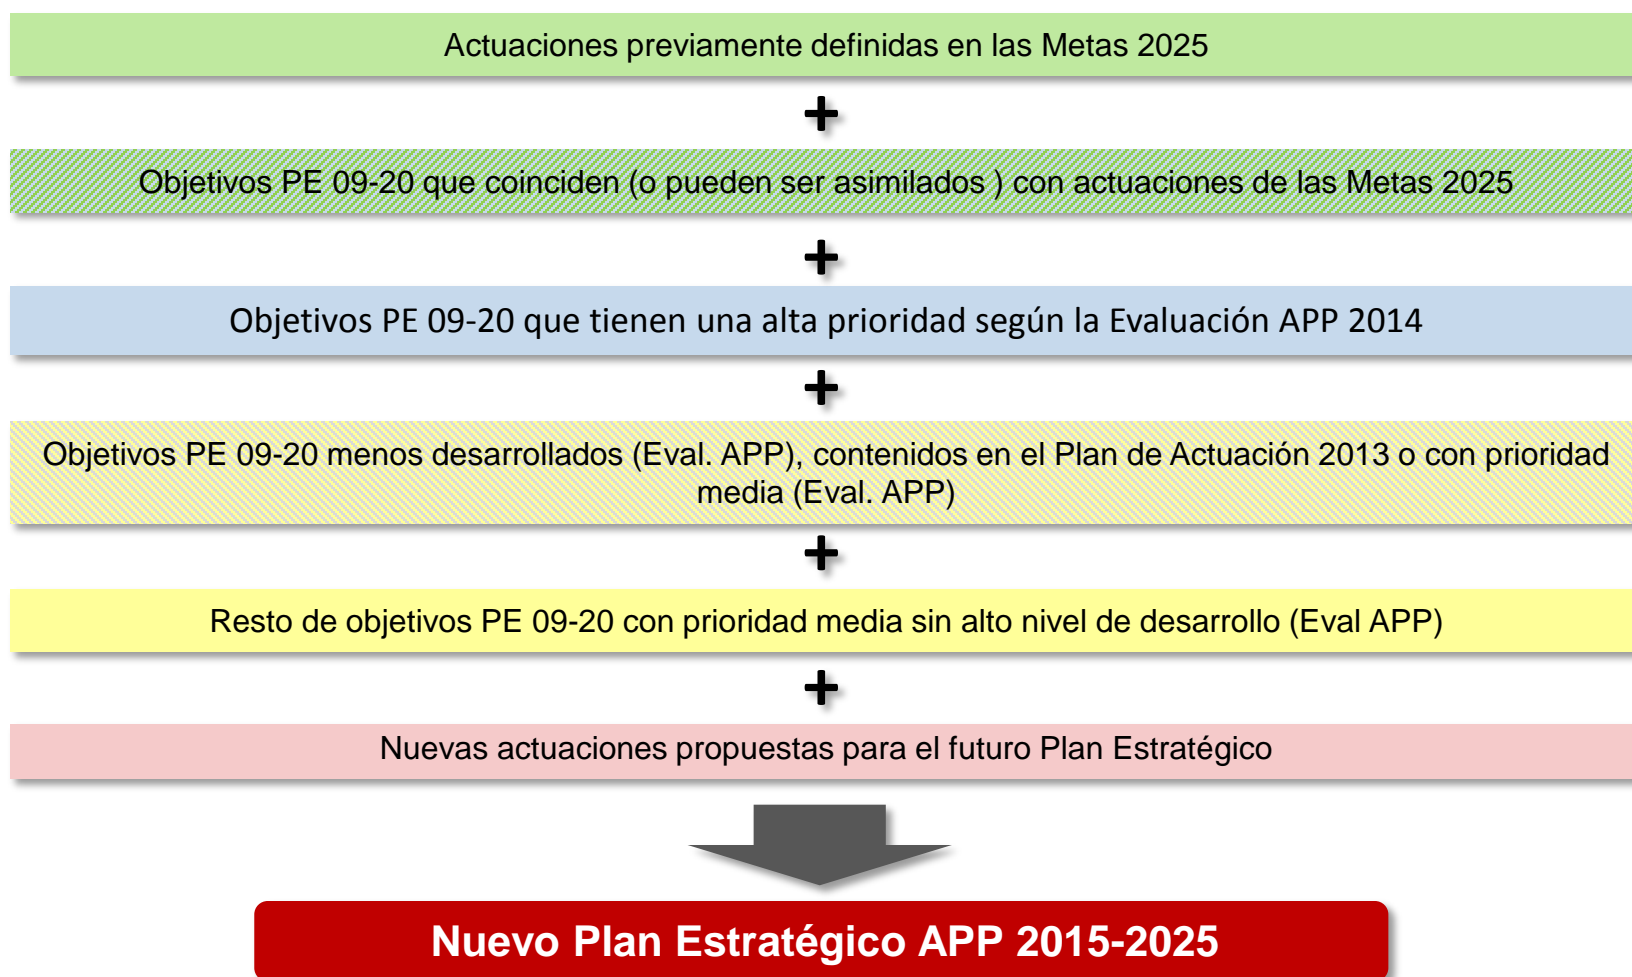 Actuaciones previamente definidas en las Metas 2025
+
Objetivos PE 09-20 que coinciden (o pueden ser asimilados ) con actuaciones de las Metas 2025
+
Objetivos PE 09-20 que tienen una alta prioridad según la Evaluación APP 2014
+
Objetivos PE 09-20 menos desarrollados (Eval. APP), contenidos en el Plan de Actuación 2013 o con prioridad
media (Eval. APP)
+
Resto de objetivos PE 09-20 con prioridad media sin alto nivel de desarrollo (Eval APP)
+
Nuevas actuaciones propuestas para el futuro Plan Estratégico
Nuevo Plan Estratégico APP 2015-2025